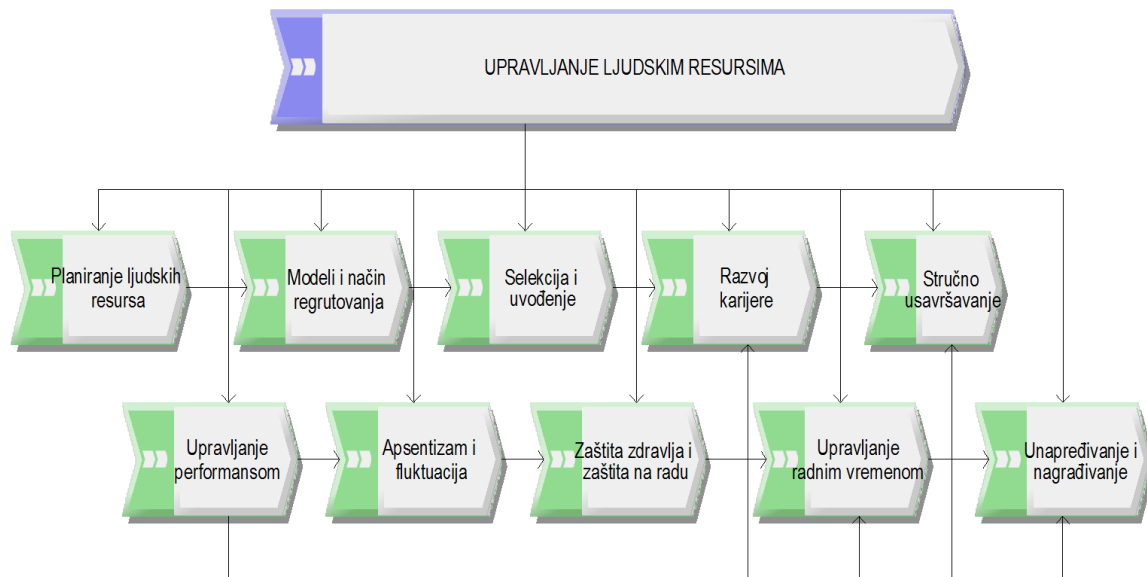 UPRAVLJANJE LJUDSKIM RESURSIMA
Planiranje ljudskih
resursa
Modeli i način
regrutovanja
Selekcija i
uvođenje
Razvoj
karijere
Stručno
usavršavanje
Upravljanje
performansom
Apsentizam i
fluktuacija
Zaštita zdravlja i
zaštita na radu
Upravljanje
radnim vremenom
Unapređivanje i
nagrađivanje